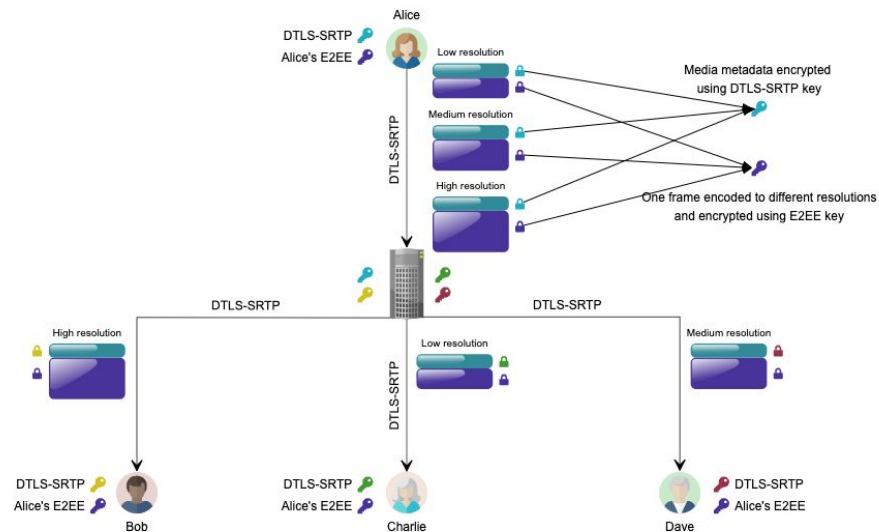 Alice
DTLS-SRTP
Alice's E2EE
Low resolution
Media metadata encrypted
using DTLS-SRTP key
Medium resolution
DTLS-SRTP
High resolution
One frame encoded to different resolutions
and encrypted using E2EE key
DTLS-SRTP
DTLS-SRTP
High resolution
Low resolution
Medium resolution
DTLS-SRTP
DTLS-SRTP
Alice's E2EE
Bob
DTLS-SRTP
Alice's E2EE
Charlie
DTLS-SRTP
Alice's E2EE
Dave